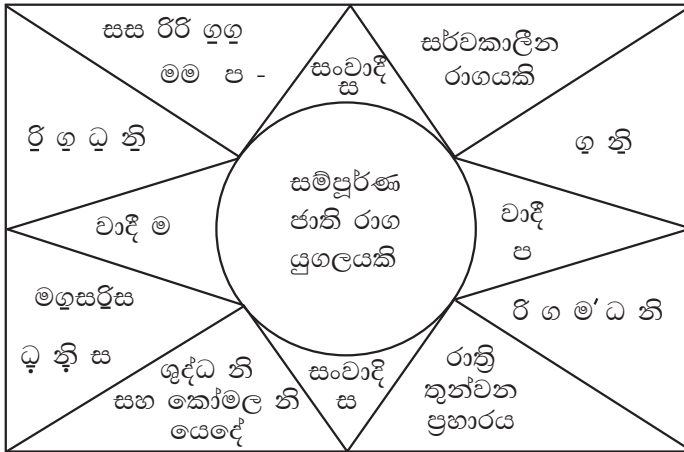 සස රිරි ග̱ග̱
මම ප -
සංවාදී
ස
සර්වකාලීන
රාගයකි
රි̱ ග̱ ධ̱ නි̱
ග̱ නි̱
සම්පූර්ණ
ජාති රාග
යුගලයකි
වාදී ම
වාදී
ප
මග̱සරි̱ස
ධ̱̣ නි̱̣ ස
රි ග ම' ධ නි
ශුද්ධ නි
සහ කෝමල නි
යෙදේ
සංවාදි
ස
රාත්‍රි
තුන්වන
ප්‍රහාරය